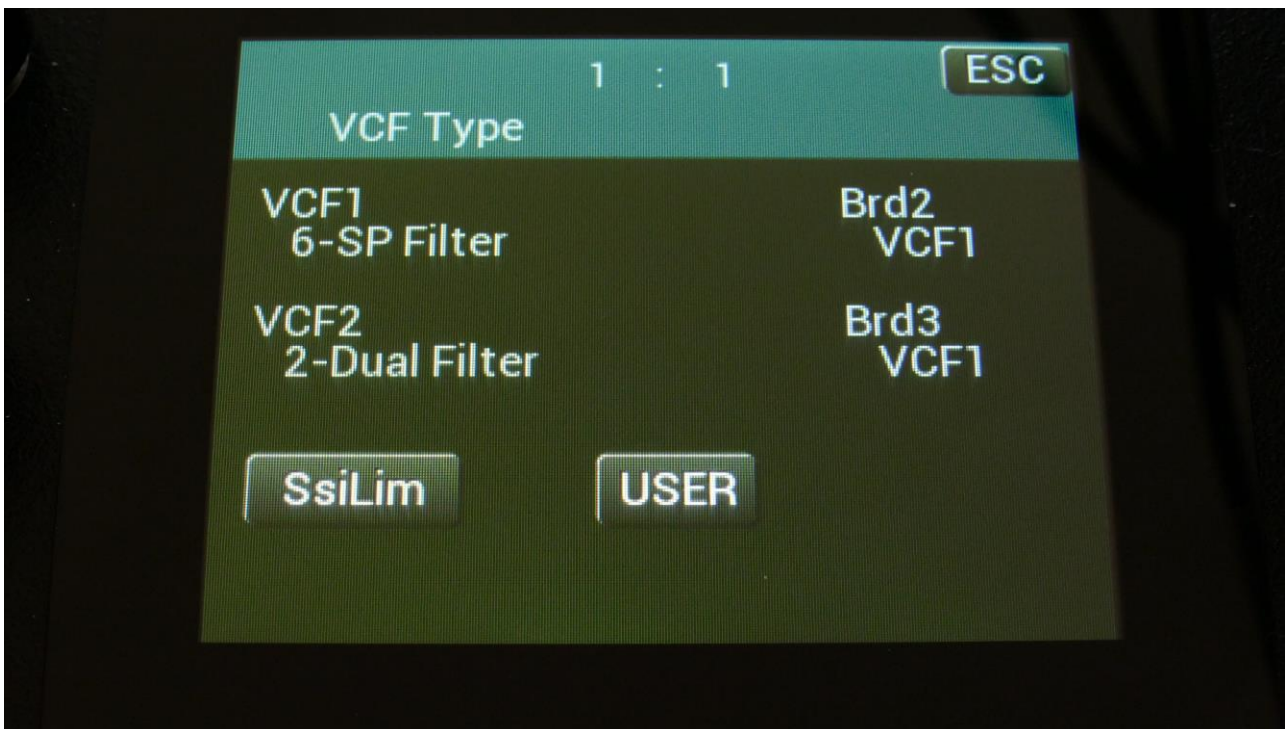 1 : 1
ESC
VCF Type
VCF1
6-SP Filter
Brd2
VCF1
VCF2
2-Dual Filter
Brd3
VCF1
SsiLim
USER